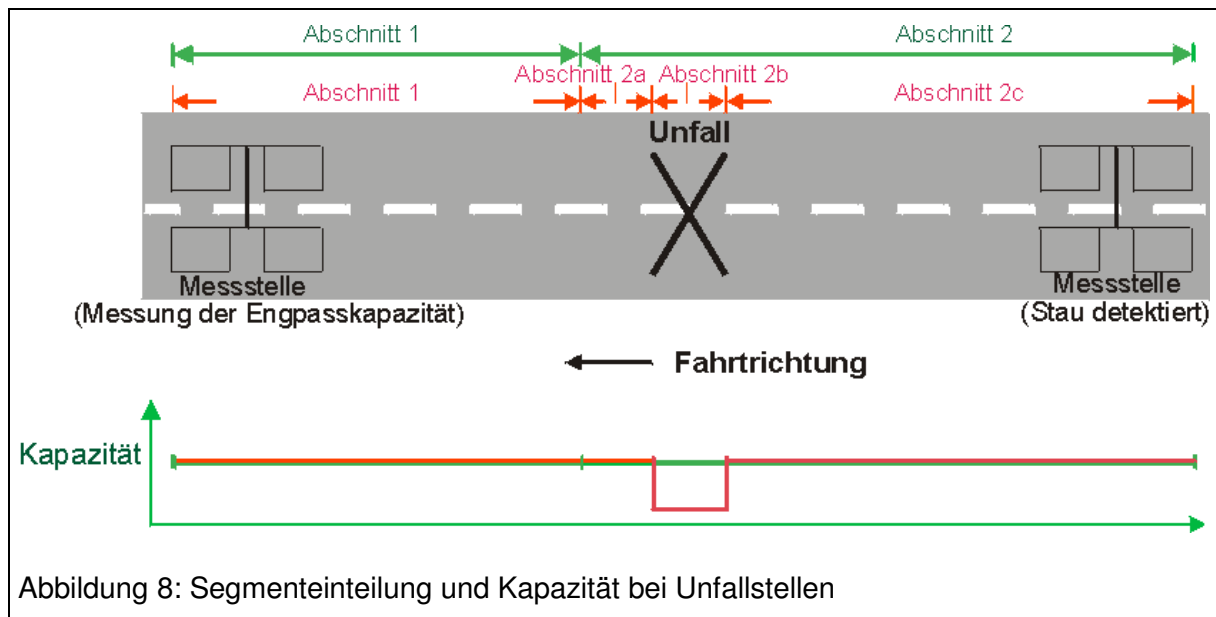 Abschnitt 1 Abschnitt 2
Abschnitt 2a Abschnitt 2b
Abschnitt 1 Abschnitt 2c
Unfall
Messstelle
(Messung der Engpasskapazität)
Messstelle
(Stau detektiert)
Fahrtrichtung
Kapazität
Abbildung 8: Segmenteinteilung und Kapazität bei Unfallstellen